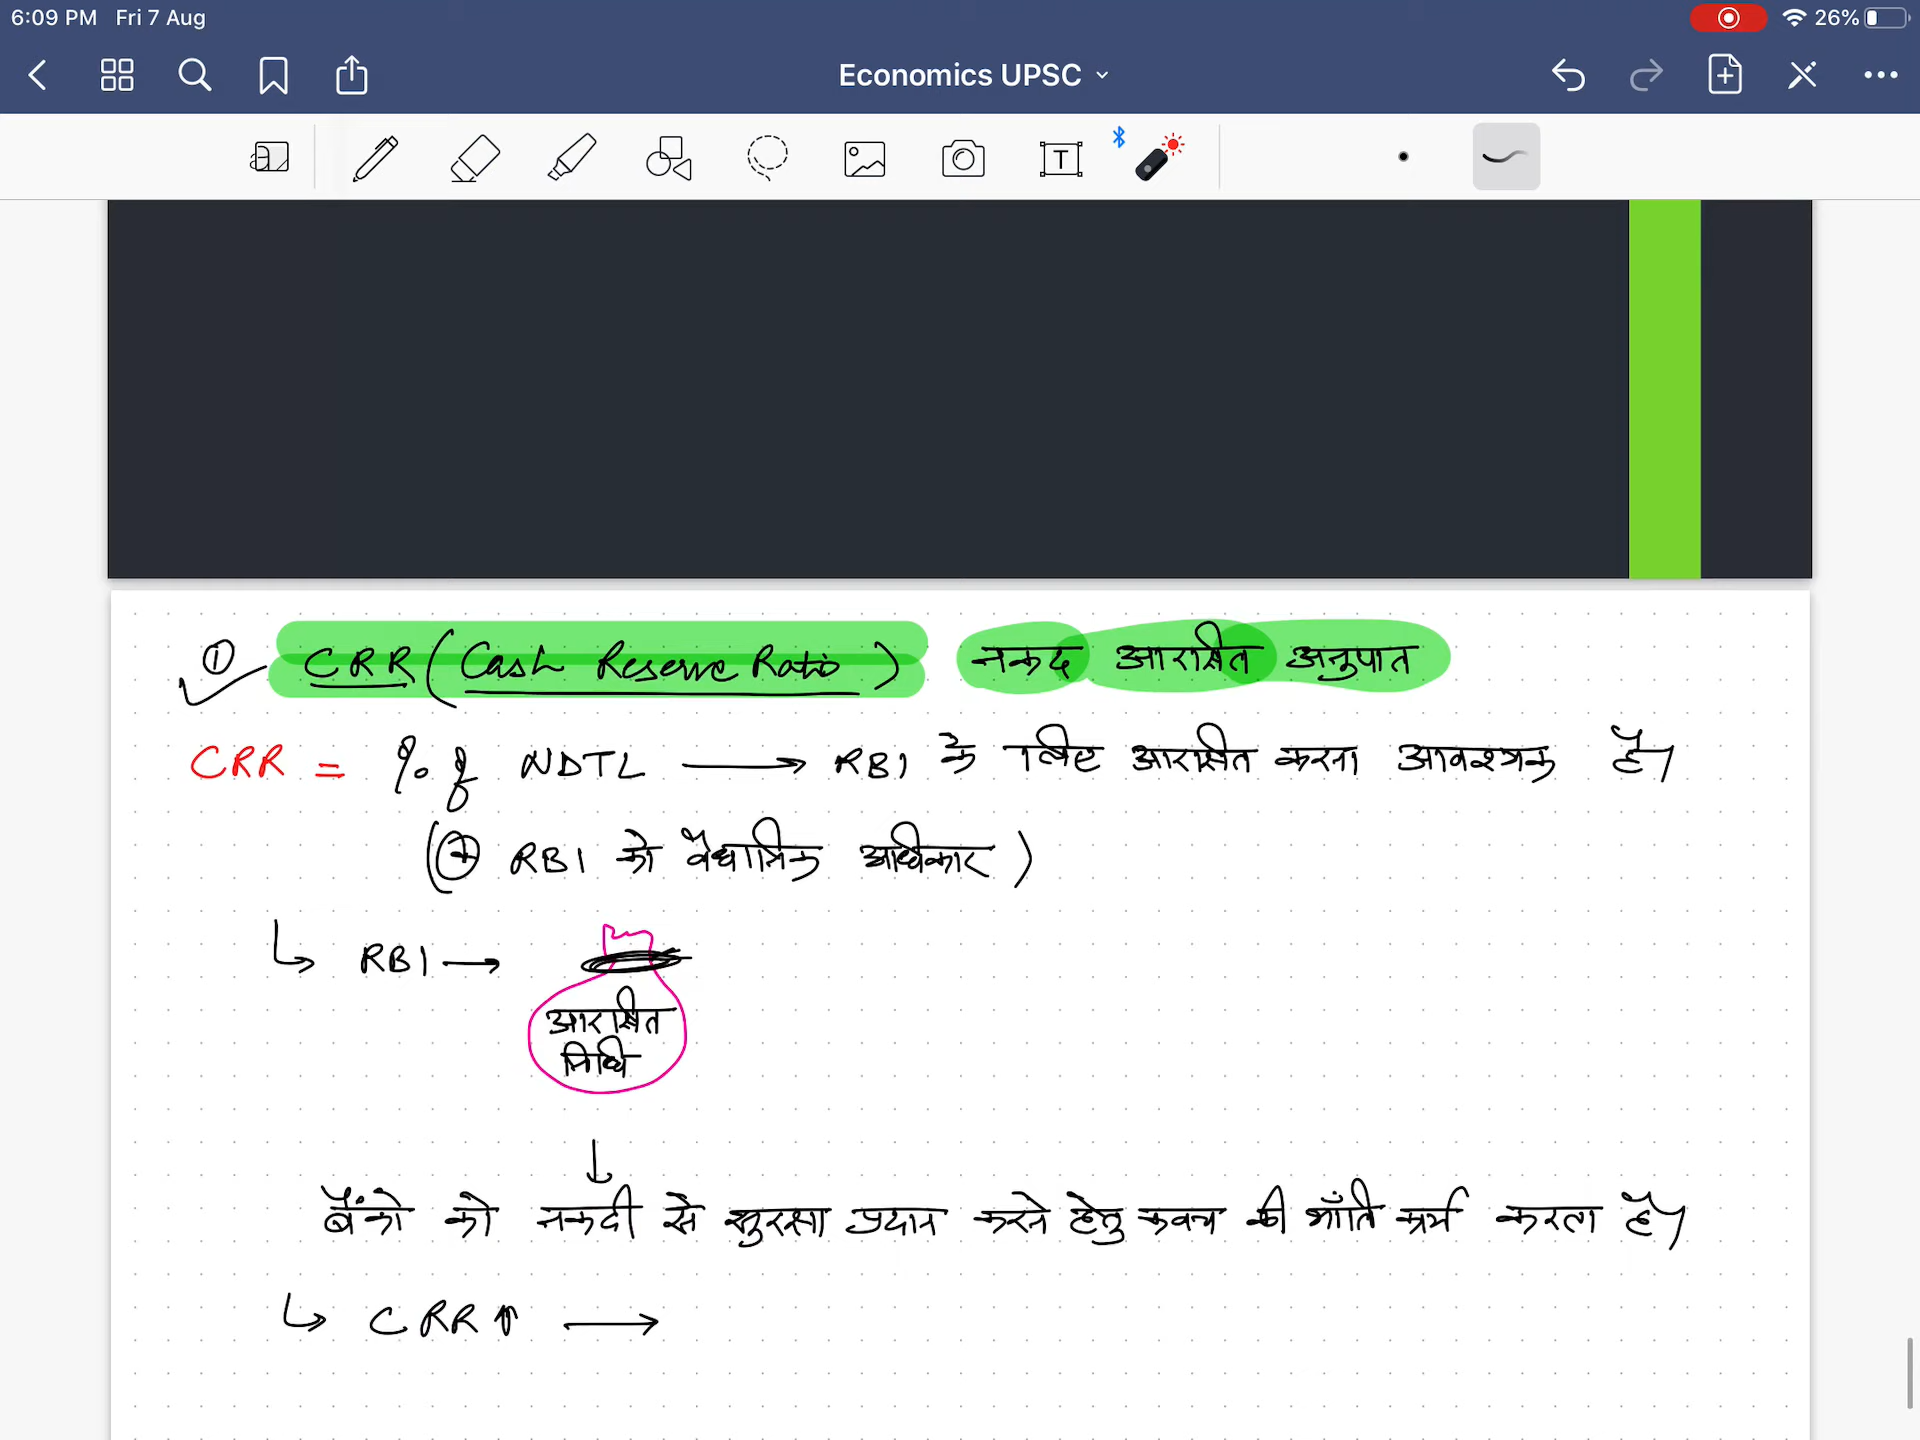 6:09 PM Fri 7 Aug 26%
Economics UPSC
① CRR (Cash Reserve Ratio) नकद आरक्षित अनुपात
CRR = % of NDTL → RBI के लिए आरक्षित करना आवश्यक है।
RBI को वैधानिक अधिकार)
↳ RBI →
आरक्षित
निधि
↓
बैंको को नकदी से सुरक्षा प्रदान करने हेतु कवच की भाँति कार्य करता है।
↳ CRR ↑ →